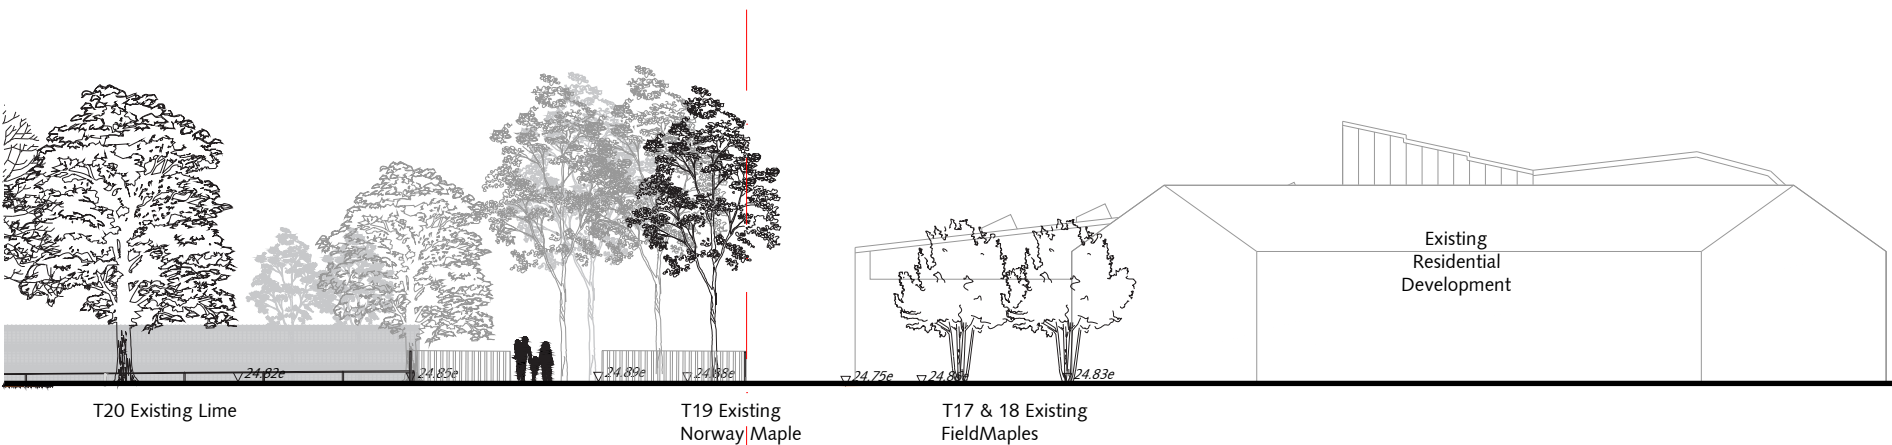 Existing
Residential
Development
24.82e
24.85e
24.89e
24.88e
24.75e
24.86e
24.83e
T20 Existing Lime
T19 Existing
Norway Maple
T17 & 18 Existing
FieldMaples